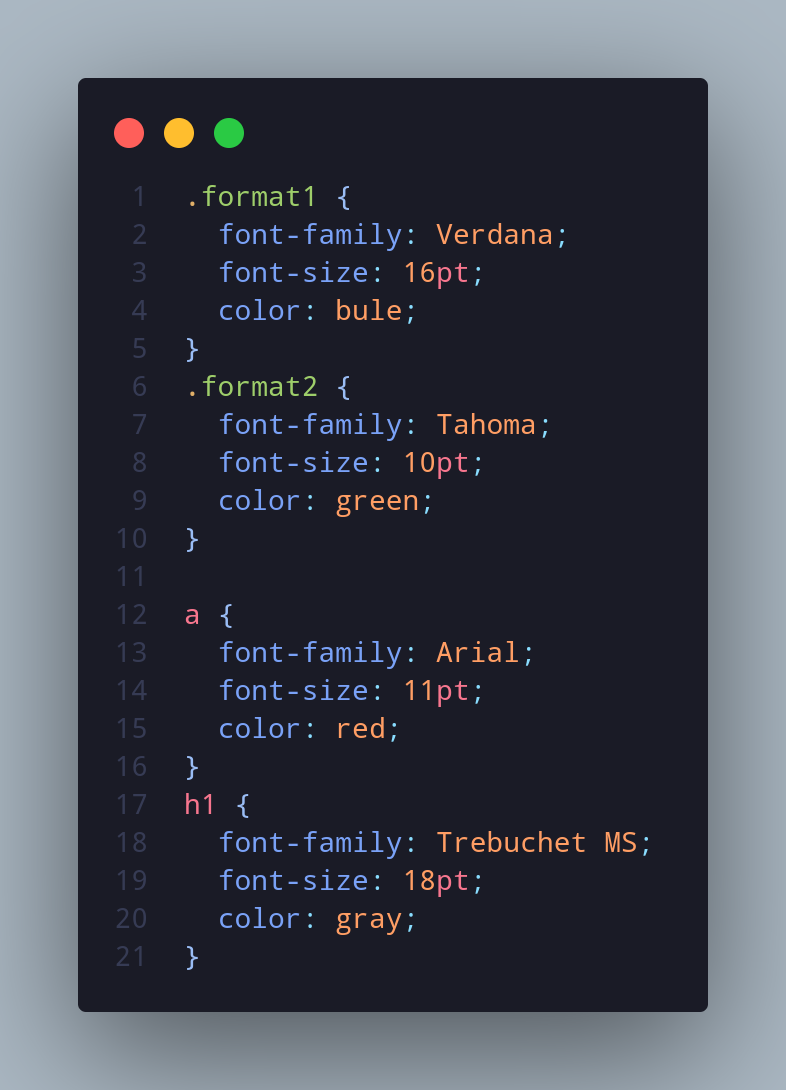 1 .format1 {
2 font-family: Verdana;
3 font-size: 16pt;
4 color: bule;
5 }
6 .format2 {
7 font-family: Tahoma;
8 font-size: 10pt;
9 color: green;
10 }
11
12 a {
13 font-family: Arial;
14 font-size: 11pt;
15 color: red;
16 }
17 h1 {
18 font-family: Trebuchet MS;
19 font-size: 18pt;
20 color: gray;
21 }